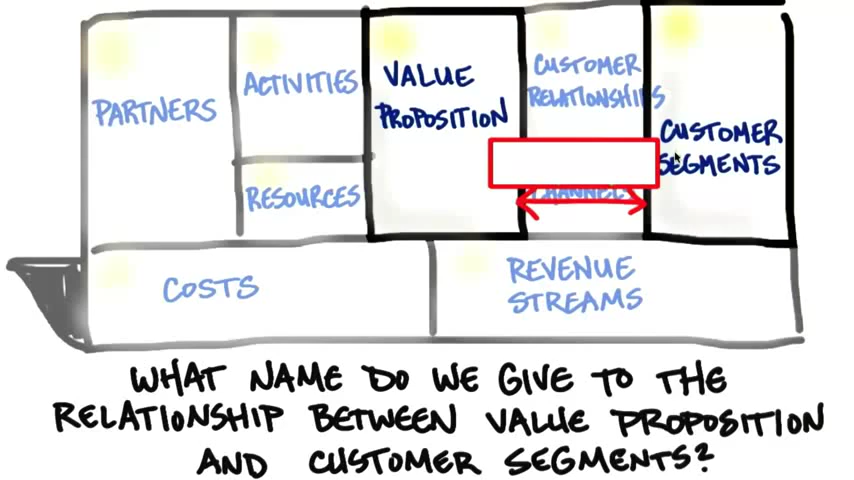 PARTNERS
ACTIVITIES
RESOURCES
VALUE
PROPOSITION
CUSTOMER
RELATIONSHIPS
CHANNELS
CUSTOMER
SEGMENTS
COSTS
REVENUE
STREAMS
WHAT NAME DO WE GIVE TO THE
RELATIONSHIP BETWEEN VALUE PROPOSITION
AND CUSTOMER SEGMENTS?